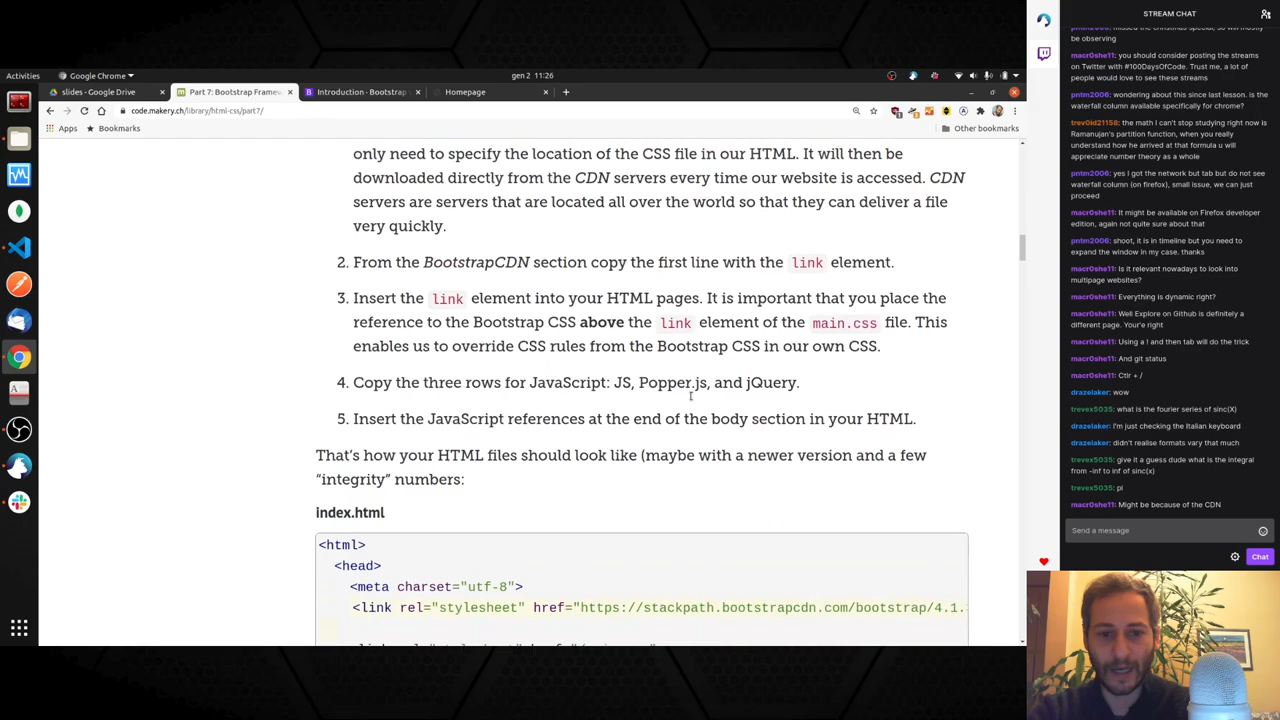 STREAM CHAT
be observing
macr0she11: you should consider posting the streams
on Twitter with #100DaysOfCode. Trust me, a lot of
people would love to see these streams
pntm2006: wondering about this since last lesson. is the
waterfall column available specifically for chrome?
trev0id21158: the math I can't stop studying right now is
Ramanujan's partition function, when you really
understand how he arrived at that formula u will
appreciate number theory as a whole
pntm2006: yes I got the network tab but do not see
waterfall column (on firefox), small issue, we can just
proceed
macr0she11: It might be available on Firefox developer
edition, again not quite sure about that
pntm2006: shoot, it is in timeline but you need to
expand the window in my case. thanks
macr0she11: Is it relevant nowadays to look into
multipage websites?
macr0she11: Everything is dynamic right?
macr0she11: Well Explore on Github is definitely a
different page. Your'e right
macr0she11: Using a ! and then tab will do the trick
macr0she11: And git status
macr0she11: Ctlr + /
drazelaker: wow
trevex5035: what is the fourier series of sinc(X)
drazelaker: I'm just checking the Italian keyboard
drazelaker: didn't realise formats vary that much
trevex5035: give it a guess dude what is the integral
from -inf to inf of sinc(x)
trevex5035: pi
macr0she11: Might be because of the CDN
Send a message
Chat
Activities
Google Chrome
gen 2 11:26
slides - Google Drive
Part 7: Bootstrap Framew
Introduction · Bootstrap
Homepage
code.makery.ch/library/html-css/part7/
Apps
Bookmarks
Other bookmarks
only need to specify the location of the CSS file in our HTML. It will then be
downloaded directly from the CDN servers every time our website is accessed. CDN
servers are servers that are located all over the world so that they can deliver a file
very quickly.
2. From the BootstrapCDN section copy the first line with the link element.
3. Insert the link element into your HTML pages. It is important that you place the
reference to the Bootstrap CSS above the link element of the main.css file. This
enables us to override CSS rules from the Bootstrap CSS in our own CSS.
4. Copy the three rows for JavaScript: JS, Popper.js, and jQuery.
5. Insert the JavaScript references at the end of the body section in your HTML.
That's how your HTML files should look like (maybe with a newer version and a few
"integrity" numbers:
index.html
<html>
<head>
<meta charset="utf-8">
<link rel="stylesheet" href="https://stackpath.bootstrapcdn.com/bootstrap/4.1.